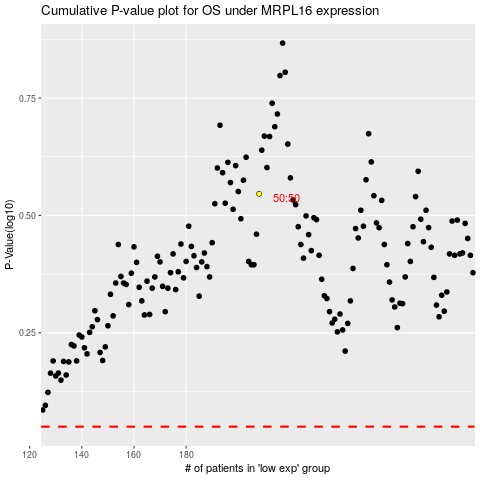 Cumulative P-value plot for OS under MRPL16 expression
P-Value(log10)
0.75
0.50
0.25
50:50
120 140 160 180
# of patients in 'low exp' group